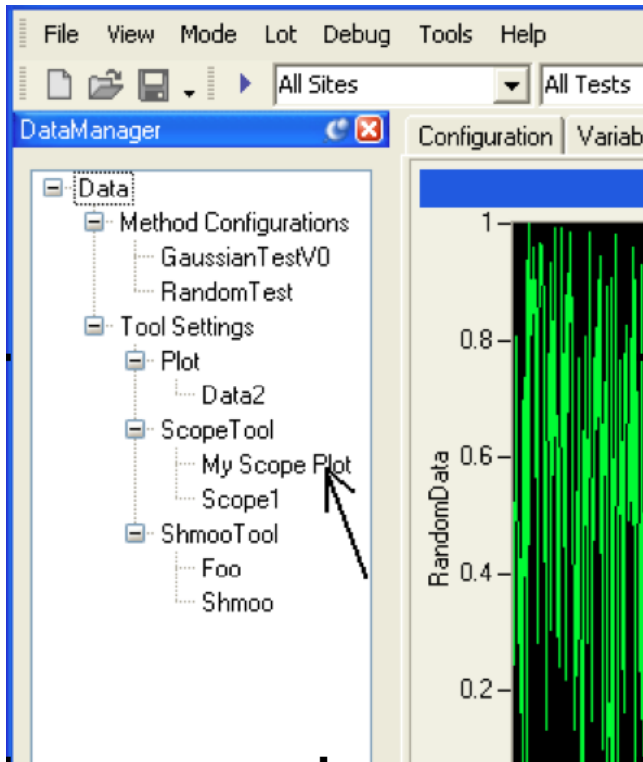 File View Mode Lot Debug Tools Help
All Sites All Tests
DataManager
Configuration Variab
Data
Method Configurations
GaussianTestV0
RandomTest
Tool Settings
Plot
Data2
ScopeTool
My Scope Plot
Scope1
ShmooTool
Foo
Shmoo
1
0.8
0.6
0.4
0.2
RandomData